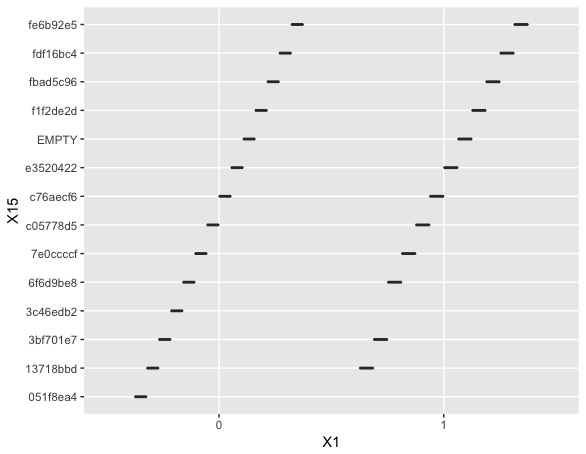 fe6b92e5
fdf16bc4
fbad5c96
f1f2de2d
EMPTY
e3520422
c76aecf6
c05778d5
7e0ccccf
6f6d9be8
3c46edb2
3bf701e7
13718bbd
051f8ea4
X15
0 1
X1